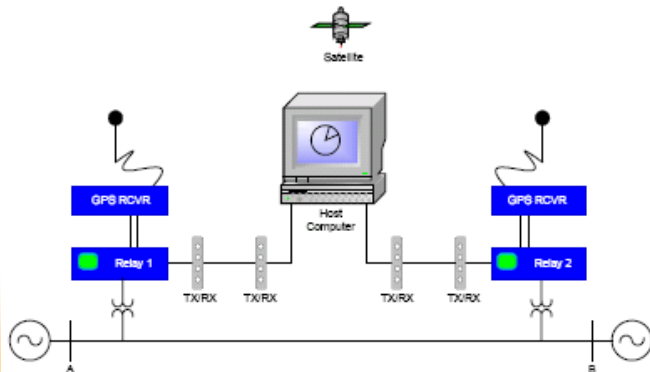 Satellite
GPS RCVR
GPS RCVR
Host
Computer
Relay 1
Relay 2
TX/RX
TX/RX
TX/RX
TX/RX
A
B